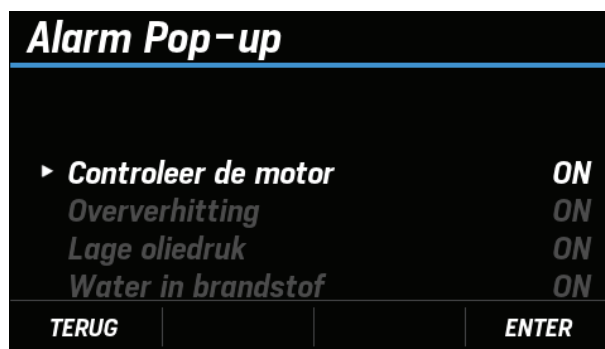 Alarm Pop-up
▸ Controleer de motor ON
Oververhitting ON
Lage oliedruk ON
Water in brandstof ON
TERUG ENTER